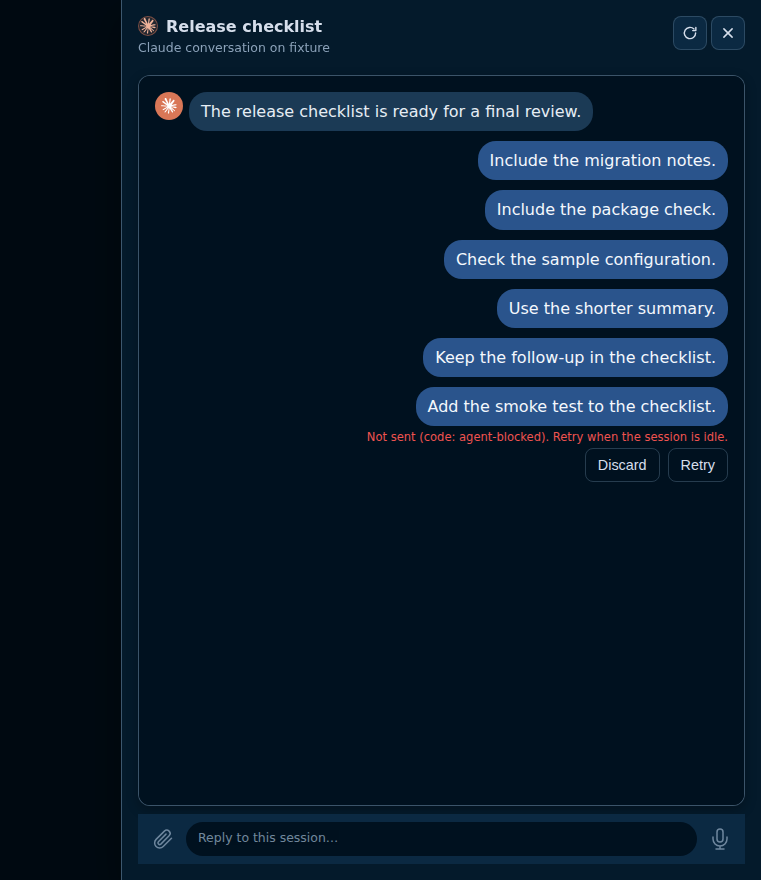 Release checklist
Claude conversation on fixture
The release checklist is ready for a final review.
Include the migration notes.
Include the package check.
Check the sample configuration.
Use the shorter summary.
Keep the follow-up in the checklist.
Add the smoke test to the checklist.
Not sent (code: agent-blocked). Retry when the session is idle.
Discard Retry
Reply to this session...